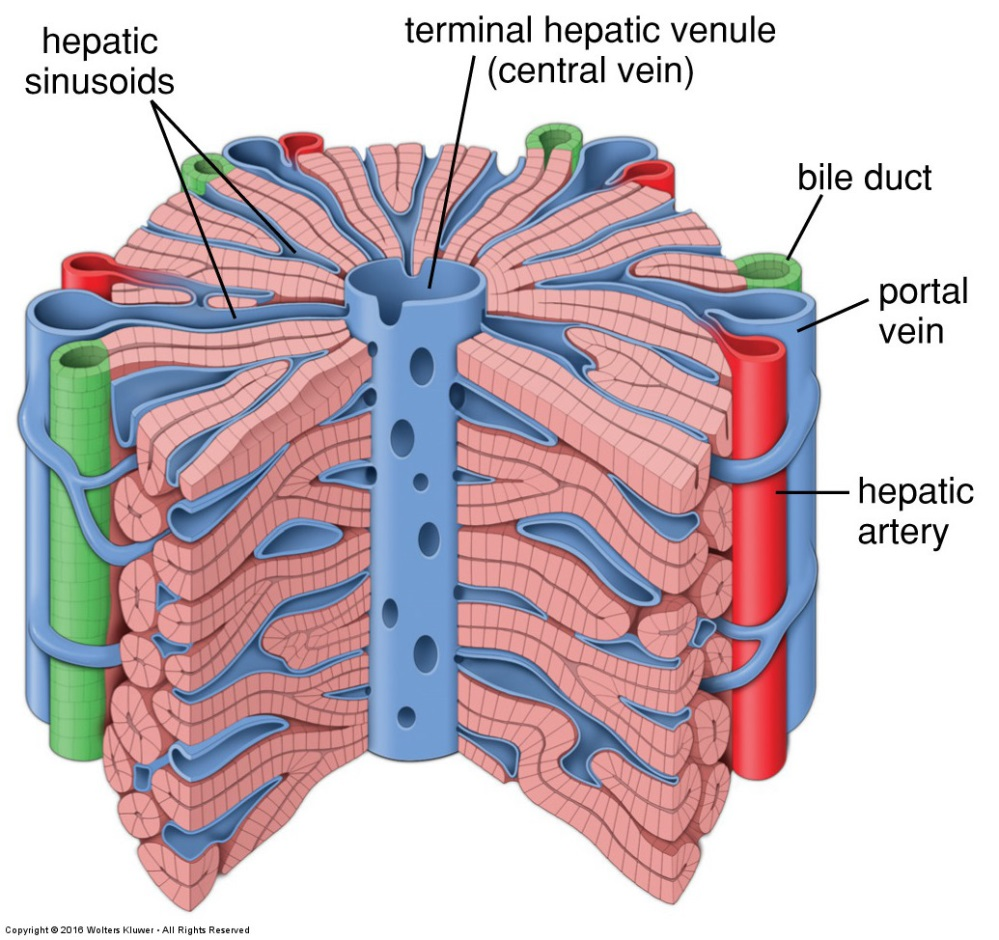 hepatic
sinusoids
terminal hepatic venule
(central vein)
bile duct
portal
vein
hepatic
artery
Copyright © 2016 Wolters Kluwer - All Rights Reserved